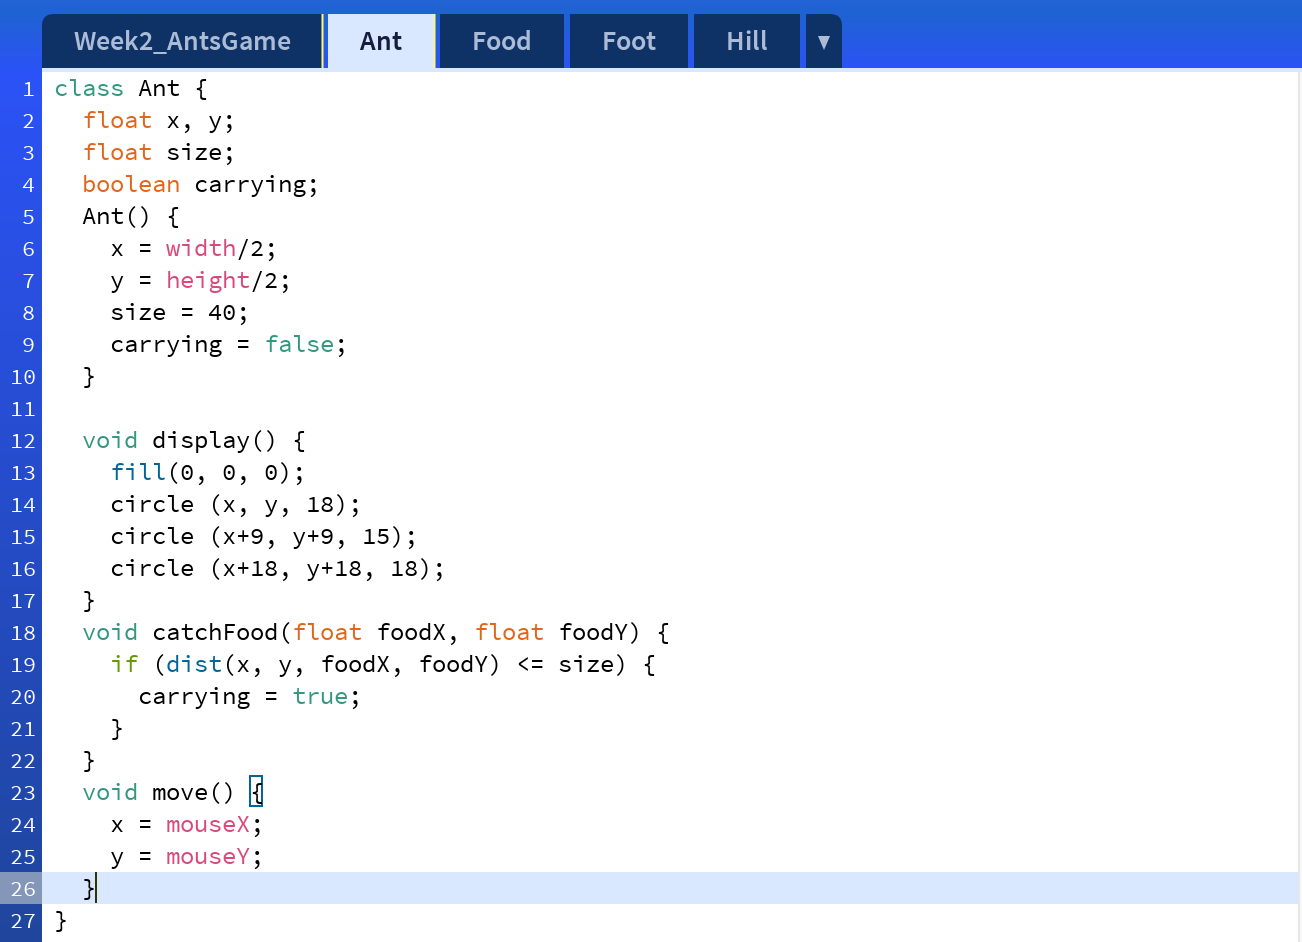 Week2_AntsGame Ant Food Foot Hill ▼
1 class Ant {
2   float x, y;
3   float size;
4   boolean carrying;
5   Ant() {
6     x = width/2;
7     y = height/2;
8     size = 40;
9     carrying = false;
10   }
11
12   void display() {
13     fill(0, 0, 0);
14     circle (x, y, 18);
15     circle (x+9, y+9, 15);
16     circle (x+18, y+18, 18);
17   }
18   void catchFood(float foodX, float foodY) {
19     if (dist(x, y, foodX, foodY) <= size) {
20       carrying = true;
21     }
22   }
23   void move() {
24     x = mouseX;
25     y = mouseY;
26   }
27 }